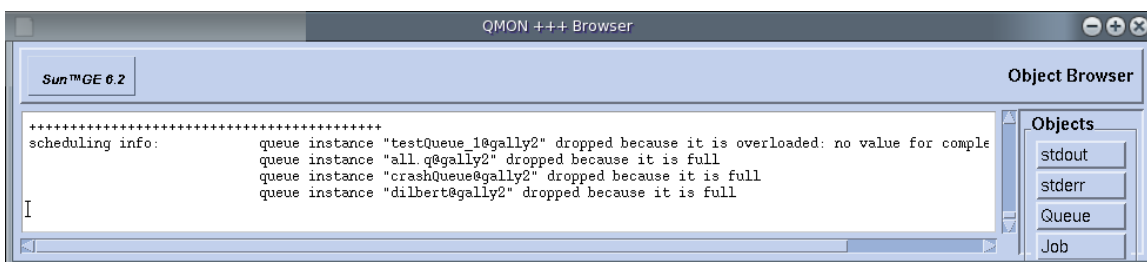 QMON +++ Browser
Sun™GE 6.2
Object Browser
+++++++++++++++++++++++++++++++++++++++++++
scheduling info: queue instance "testQueue_1@gally2" dropped because it is overloaded: no value for comple
queue instance "all.q@gally2" dropped because it is full
queue instance "crashQueue@gally2" dropped because it is full
queue instance "dilbert@gally2" dropped because it is full
Objects
stdout
stderr
Queue
Job